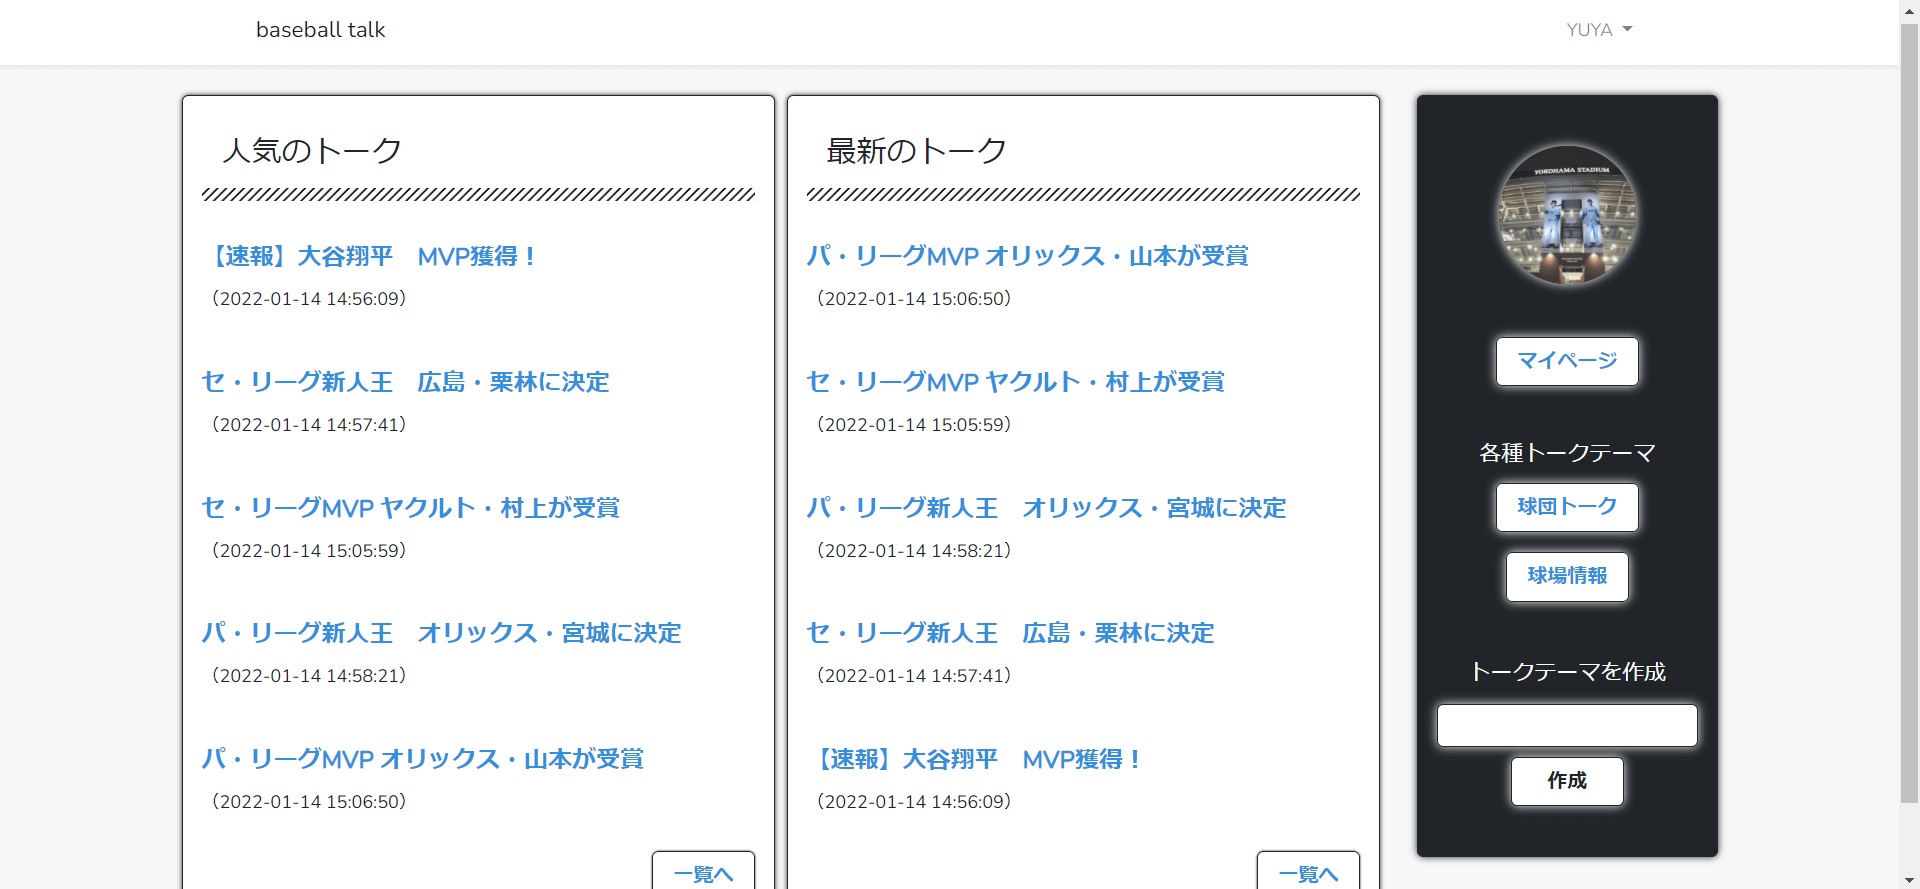 baseball talk
YUYA
人気のトーク
【速報】大谷翔平　MVP獲得！
（2022-01-14 14:56:09）
セ・リーグ新人王　広島・栗林に決定
（2022-01-14 14:57:41）
セ・リーグMVP ヤクルト・村上が受賞
（2022-01-14 15:05:59）
パ・リーグ新人王　オリックス・宮城に決定
（2022-01-14 14:58:21）
パ・リーグMVP オリックス・山本が受賞
（2022-01-14 15:06:50）
一覧へ
最新のトーク
パ・リーグMVP オリックス・山本が受賞
（2022-01-14 15:06:50）
セ・リーグMVP ヤクルト・村上が受賞
（2022-01-14 15:05:59）
パ・リーグ新人王　オリックス・宮城に決定
（2022-01-14 14:58:21）
セ・リーグ新人王　広島・栗林に決定
（2022-01-14 14:57:41）
【速報】大谷翔平　MVP獲得！
（2022-01-14 14:56:09）
一覧へ
YOKOHAMA STADIUM
マイページ
各種トークテーマ
球団トーク
球場情報
トークテーマを作成
作成